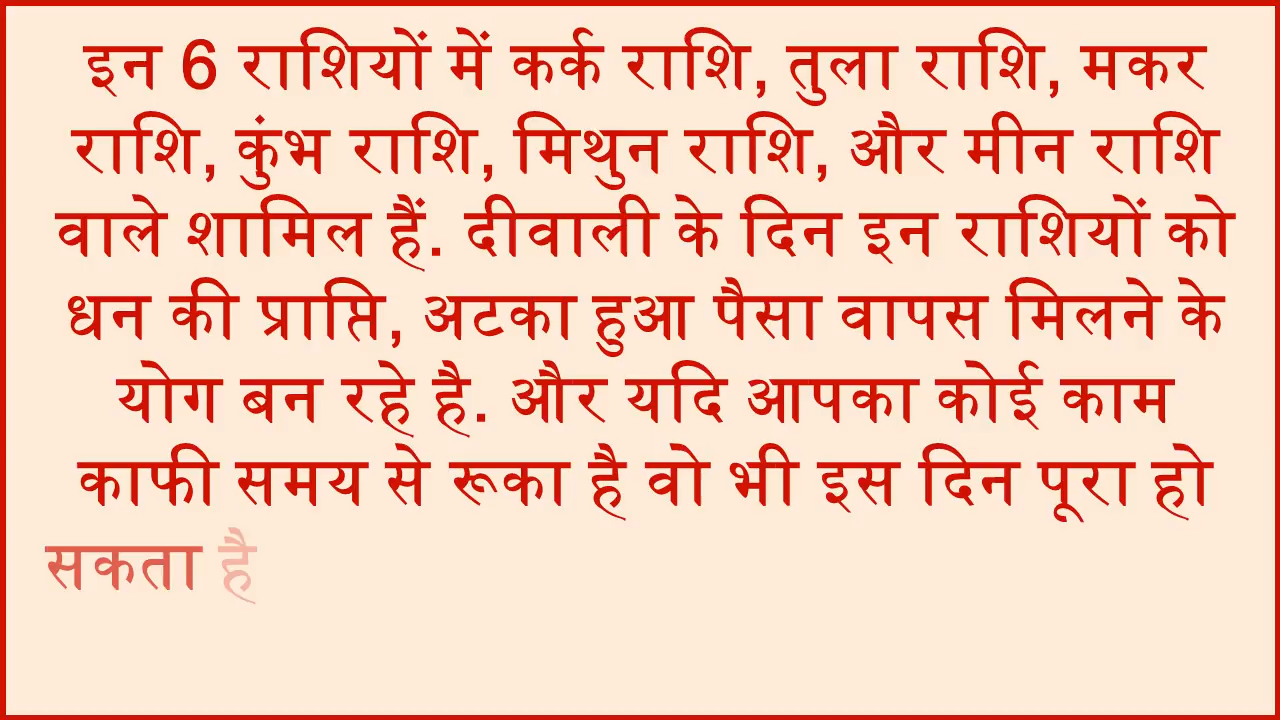 इन 6 राशियों में कर्क राशि, तुला राशि, मकर
राशि, कुंभ राशि, मिथुन राशि, और मीन राशि
वाले शामिल हैं. दीवाली के दिन इन राशियों को
धन की प्राप्ति, अटका हुआ पैसा वापस मिलने के
योग बन रहे है. और यदि आपका कोई काम
काफी समय से रूका है वो भी इस दिन पूरा हो
सकता है